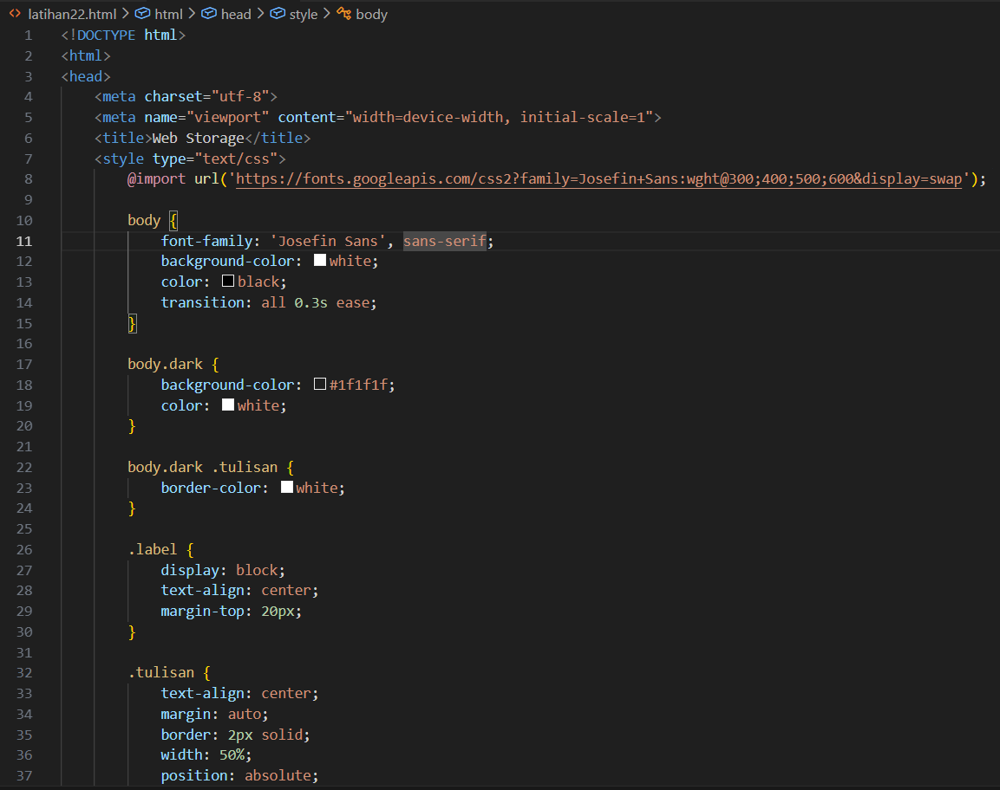 latihan22.html > html > head > style > body
1 <!DOCTYPE html>
2 <html>
3 <head>
4     <meta charset="utf-8">
5     <meta name="viewport" content="width=device-width, initial-scale=1">
6     <title>Web Storage</title>
7     <style type="text/css">
8         @import url('https://fonts.googleapis.com/css2?family=Josefin+Sans:wght@300;400;500;600&display=swap');
9
10         body {
11             font-family: 'Josefin Sans', sans-serif;
12             background-color: white;
13             color: black;
14             transition: all 0.3s ease;
15         }
16
17         body.dark {
18             background-color: #1f1f1f;
19             color: white;
20         }
21
22         body.dark .tulisan {
23             border-color: white;
24         }
25
26         .label {
27             display: block;
28             text-align: center;
29             margin-top: 20px;
30         }
31
32         .tulisan {
33             text-align: center;
34             margin: auto;
35             border: 2px solid;
36             width: 50%;
37             position: absolute;